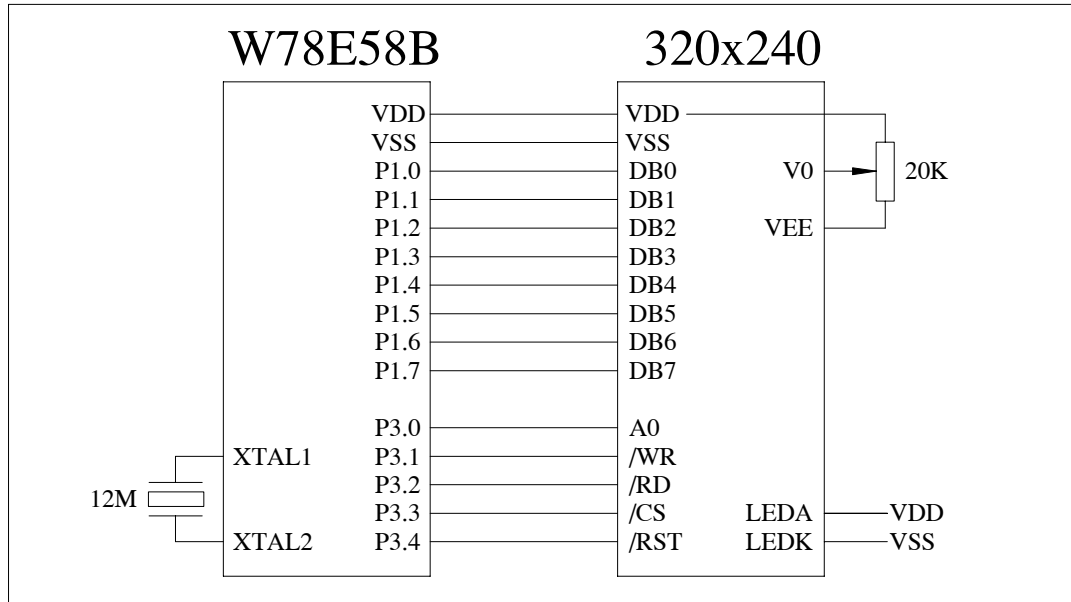 W78E58B 320x240
VDD VDD
VSS VSS
P1.0 DB0 V0 20K
P1.1 DB1
P1.2 DB2 VEE
P1.3 DB3
P1.4 DB4
P1.5 DB5
P1.6 DB6
P1.7 DB7
P3.0 A0
XTAL1 P3.1 /WR
12M P3.2 /RD
P3.3 /CS LEDA VDD
XTAL2 P3.4 /RST LEDK VSS